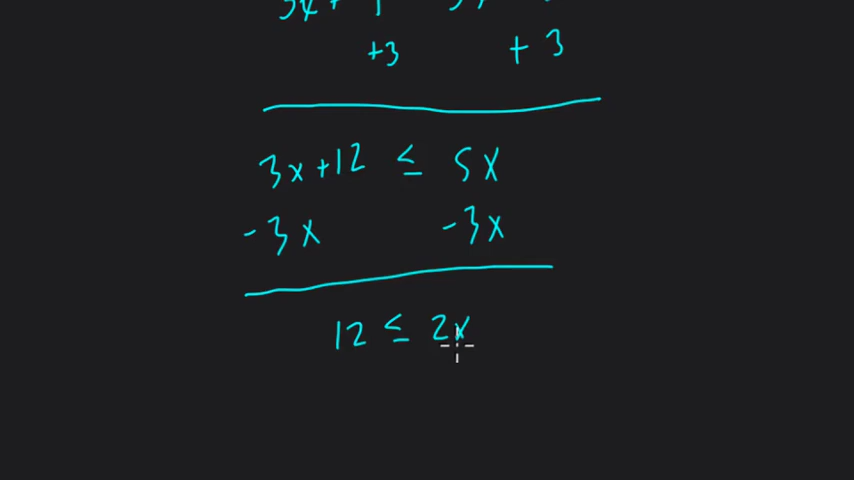 +3 + 3
3x+12 ≤ 5x
-3x -3x
12 ≤ 2x